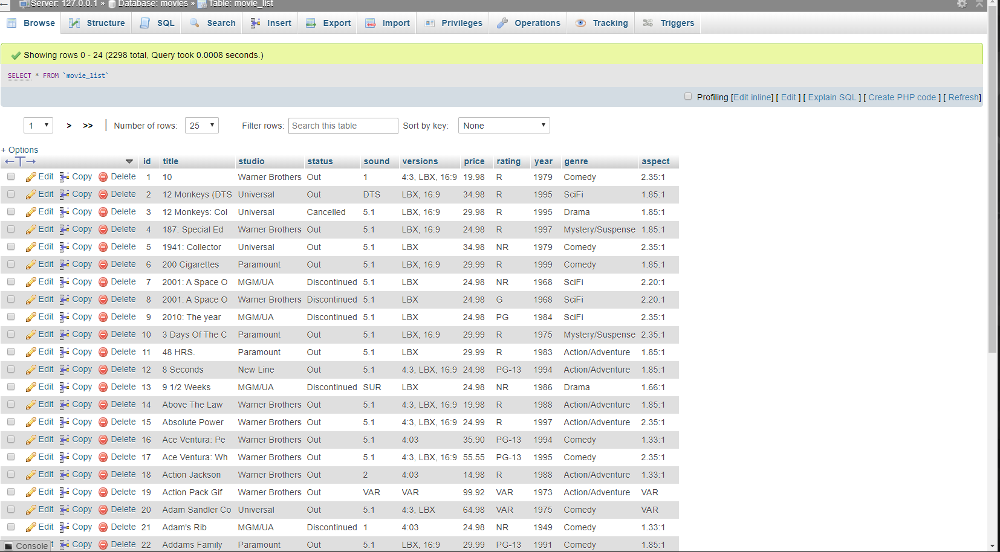 Server: 127.0.0.1 » Database: movies » Table: movie_list
Browse Structure SQL Search Insert Export Import Privileges Operations Tracking Triggers
Showing rows 0 - 24 (2298 total, Query took 0.0008 seconds.)
SELECT * FROM `movie_list`
Profiling [Edit inline] [ Edit ] [ Explain SQL ] [ Create PHP code ] [ Refresh]
1 > >> | Number of rows: 25 Filter rows: Search this table Sort by key: None
+ Options
←T→ id title studio status sound versions price rating year genre aspect
Edit Copy Delete 1 10 Warner Brothers Out 1 4:3, LBX, 16:9 19.98 R 1979 Comedy 2.35:1
Edit Copy Delete 2 12 Monkeys (DTS Universal Out DTS LBX, 16:9 34.98 R 1995 SciFi 1.85:1
Edit Copy Delete 3 12 Monkeys: Col Universal Cancelled 5.1 LBX, 16:9 29.98 R 1995 Drama 1.85:1
Edit Copy Delete 4 187: Special Ed Warner Brothers Out 5.1 LBX, 16:9 24.98 R 1997 Mystery/Suspense 1.85:1
Edit Copy Delete 5 1941: Collector Universal Out 5.1 LBX 34.98 NR 1979 Comedy 2.35:1
Edit Copy Delete 6 200 Cigarettes Paramount Out 5.1 LBX, 16:9 29.99 R 1999 Comedy 1.85:1
Edit Copy Delete 7 2001: A Space O MGM/UA Discontinued 5.1 LBX 24.98 NR 1968 SciFi 2.20:1
Edit Copy Delete 8 2001: A Space O Warner Brothers Discontinued 5.1 LBX 24.98 G 1968 SciFi 2.20:1
Edit Copy Delete 9 2010: The year MGM/UA Discontinued 5.1 LBX 24.98 PG 1984 SciFi 2.35:1
Edit Copy Delete 10 3 Days Of The C Paramount Out 5.1 LBX, 16:9 29.99 R 1975 Mystery/Suspense 2.35:1
Edit Copy Delete 11 48 HRS. Paramount Out 5.1 LBX 29.99 R 1983 Action/Adventure 1.85:1
Edit Copy Delete 12 8 Seconds New Line Out 5.1 4:3, LBX, 16:9 24.98 PG-13 1994 Action/Adventure 1.85:1
Edit Copy Delete 13 9 1/2 Weeks MGM/UA Discontinued SUR LBX 24.98 NR 1986 Drama 1.66:1
Edit Copy Delete 14 Above The Law Warner Brothers Out 5.1 4:3, LBX, 16:9 19.98 R 1988 Action/Adventure 1.85:1
Edit Copy Delete 15 Absolute Power Warner Brothers Out 5.1 4:3, LBX, 16:9 24.99 R 1997 Action/Adventure 2.35:1
Edit Copy Delete 16 Ace Ventura: Pe Warner Brothers Out 5.1 4:03 35.90 PG-13 1994 Comedy 1.33:1
Edit Copy Delete 17 Ace Ventura: Wh Warner Brothers Out 5.1 4:3, LBX, 16:9 55.55 PG-13 1995 Comedy 2.35:1
Edit Copy Delete 18 Action Jackson Warner Brothers Out 2 4:03 14.98 R 1988 Action/Adventure 1.33:1
Edit Copy Delete 19 Action Pack Gif Warner Brothers Out VAR VAR 99.92 VAR 1973 Action/Adventure VAR
Edit Copy Delete 20 Adam Sandler Co Universal Out 5.1 4:3, LBX 64.98 VAR 1975 Comedy VAR
Edit Copy Delete 21 Adam's Rib MGM/UA Discontinued 1 4:03 24.98 NR 1949 Comedy 1.33:1
Console t Copy Delete 22 Addams Family Paramount Out 5.1 LBX, 16:9 29.99 PG-13 1991 Comedy 1.85:1